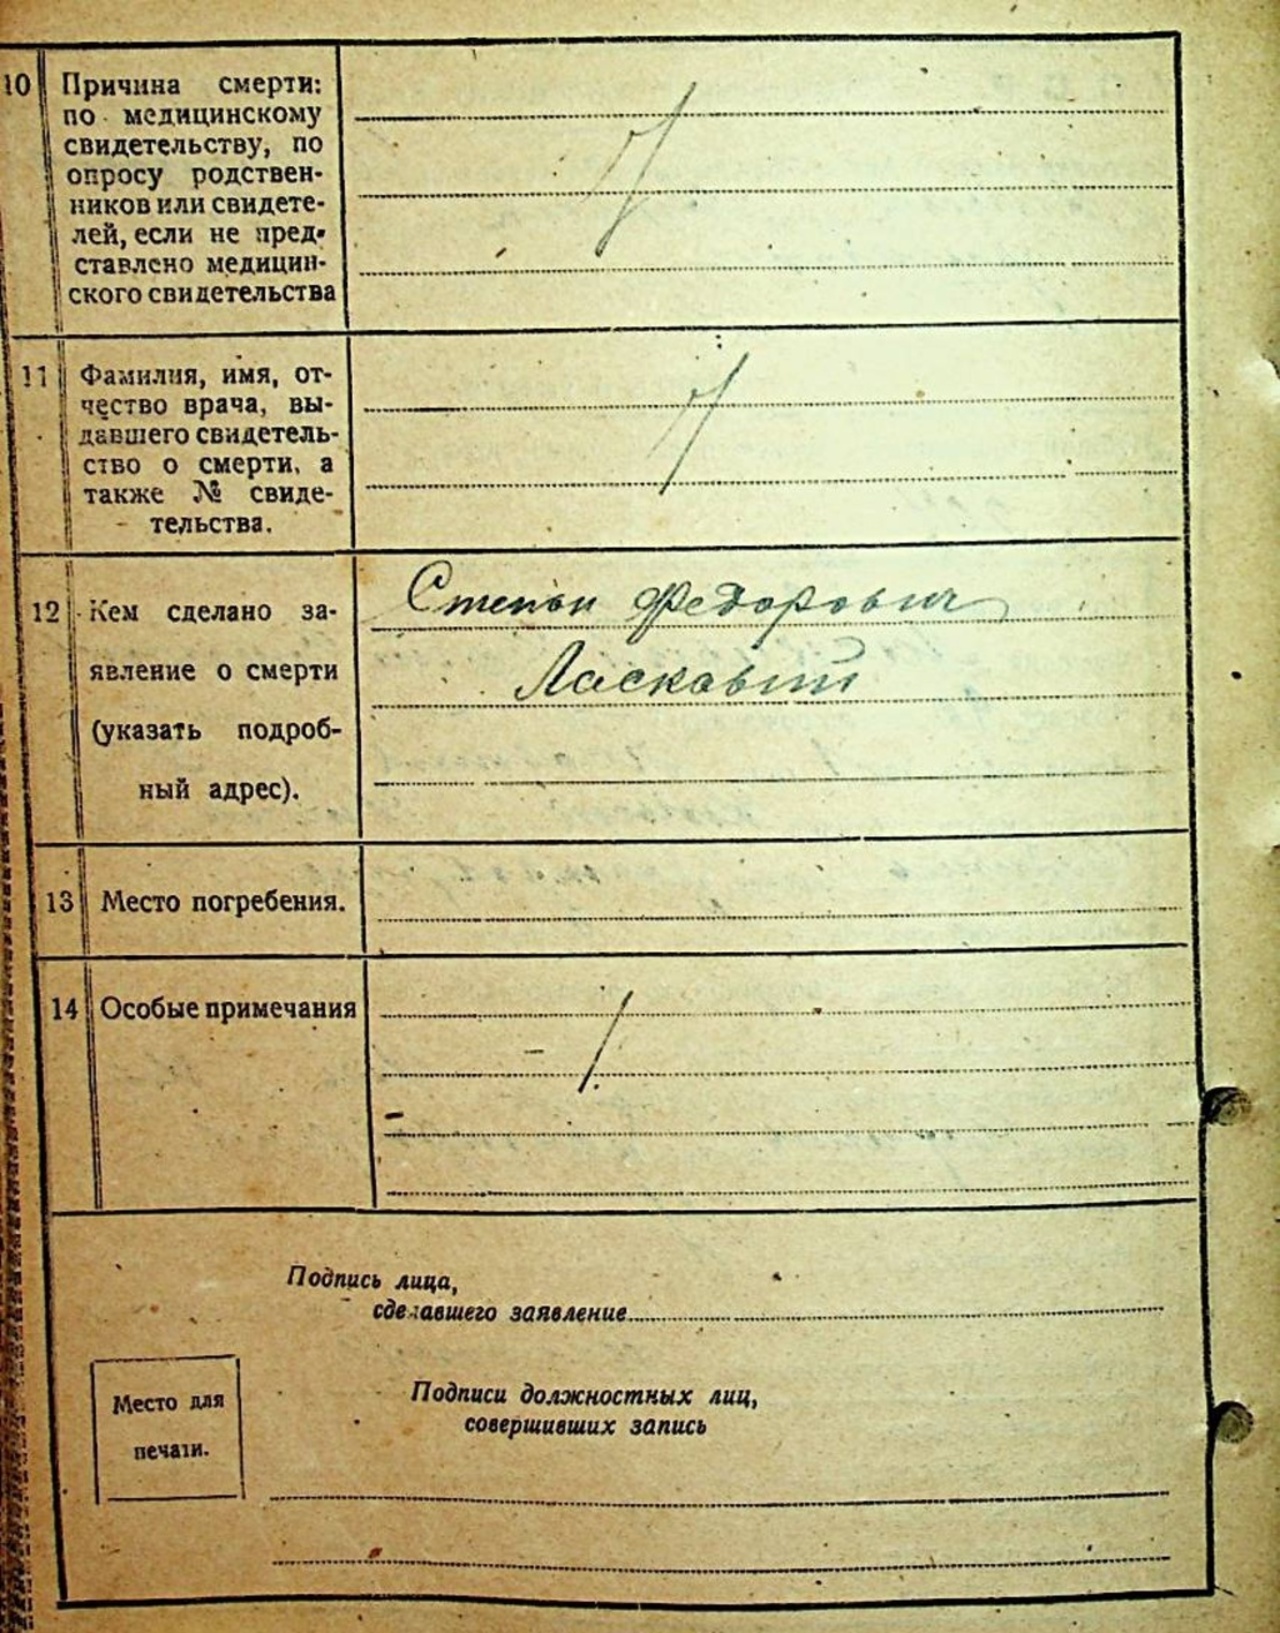 10 Причина смерти:
по медицинскому
свидетельству, по
опросу родствен-
ников или свидете-
лей, если не пред-
ставлено медицин-
ского свидетельства
11 Фамилия, имя, от-
чество врача, вы-
давшего свидетель-
ство о смерти, а
также № свиде-
тельства.
12 Кем сделано за-
явление о смерти
(указать подроб-
ный адрес).
Степан Федорович
Ласкавый
13 Место погребения.
14 Особые примечания
Подпись лица,
сделавшего заявление
Место для
печати.
Подписи должностных лиц,
совершивших запись